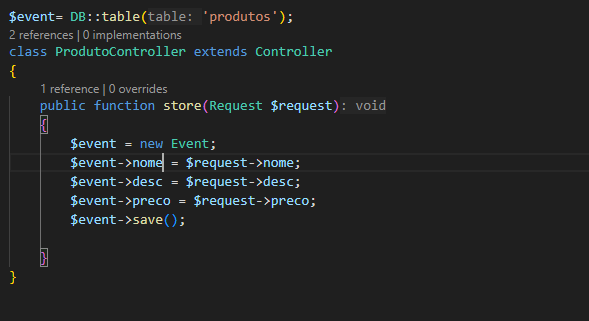 $event= DB::table(table: 'produtos');
2 references | 0 implementations
class ProdutoController extends Controller
{
1 reference | 0 overrides
public function store(Request $request): void
{
$event = new Event;
$event->nome = $request->nome;
$event->desc = $request->desc;
$event->preco = $request->preco;
$event->save();
}
}